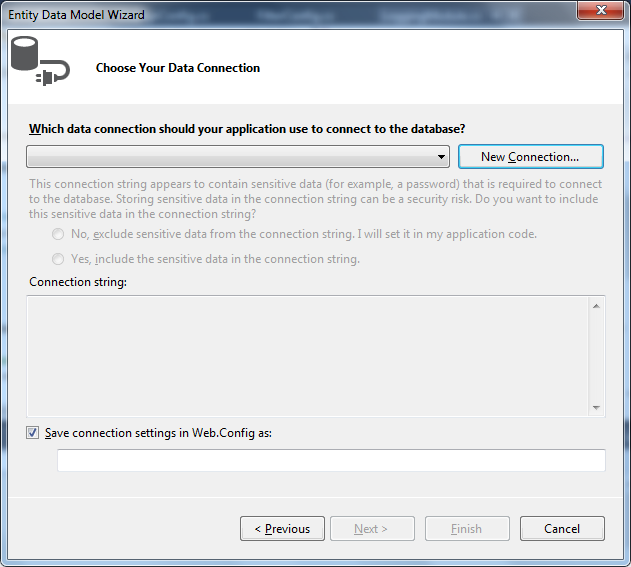 Entity Data Model Wizard
Choose Your Data Connection
Which data connection should your application use to connect to the database?
New Connection...
This connection string appears to contain sensitive data (for example, a password) that is required to connect
to the database. Storing sensitive data in the connection string can be a security risk. Do you want to include
this sensitive data in the connection string?
No, exclude sensitive data from the connection string. I will set it in my application code.
Yes, include the sensitive data in the connection string.
Connection string:
Save connection settings in Web.Config as:
< Previous
Next >
Finish
Cancel